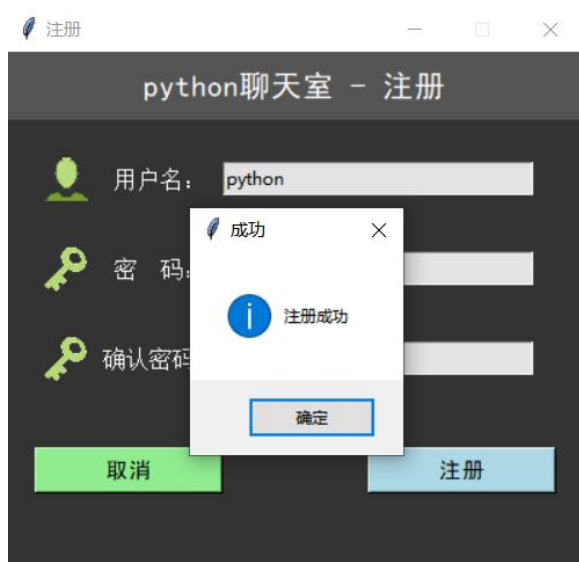 注册
python聊天室 - 注册
用户名：
python
成功
密 码：
注册成功
确认密码
确定
取消
注册